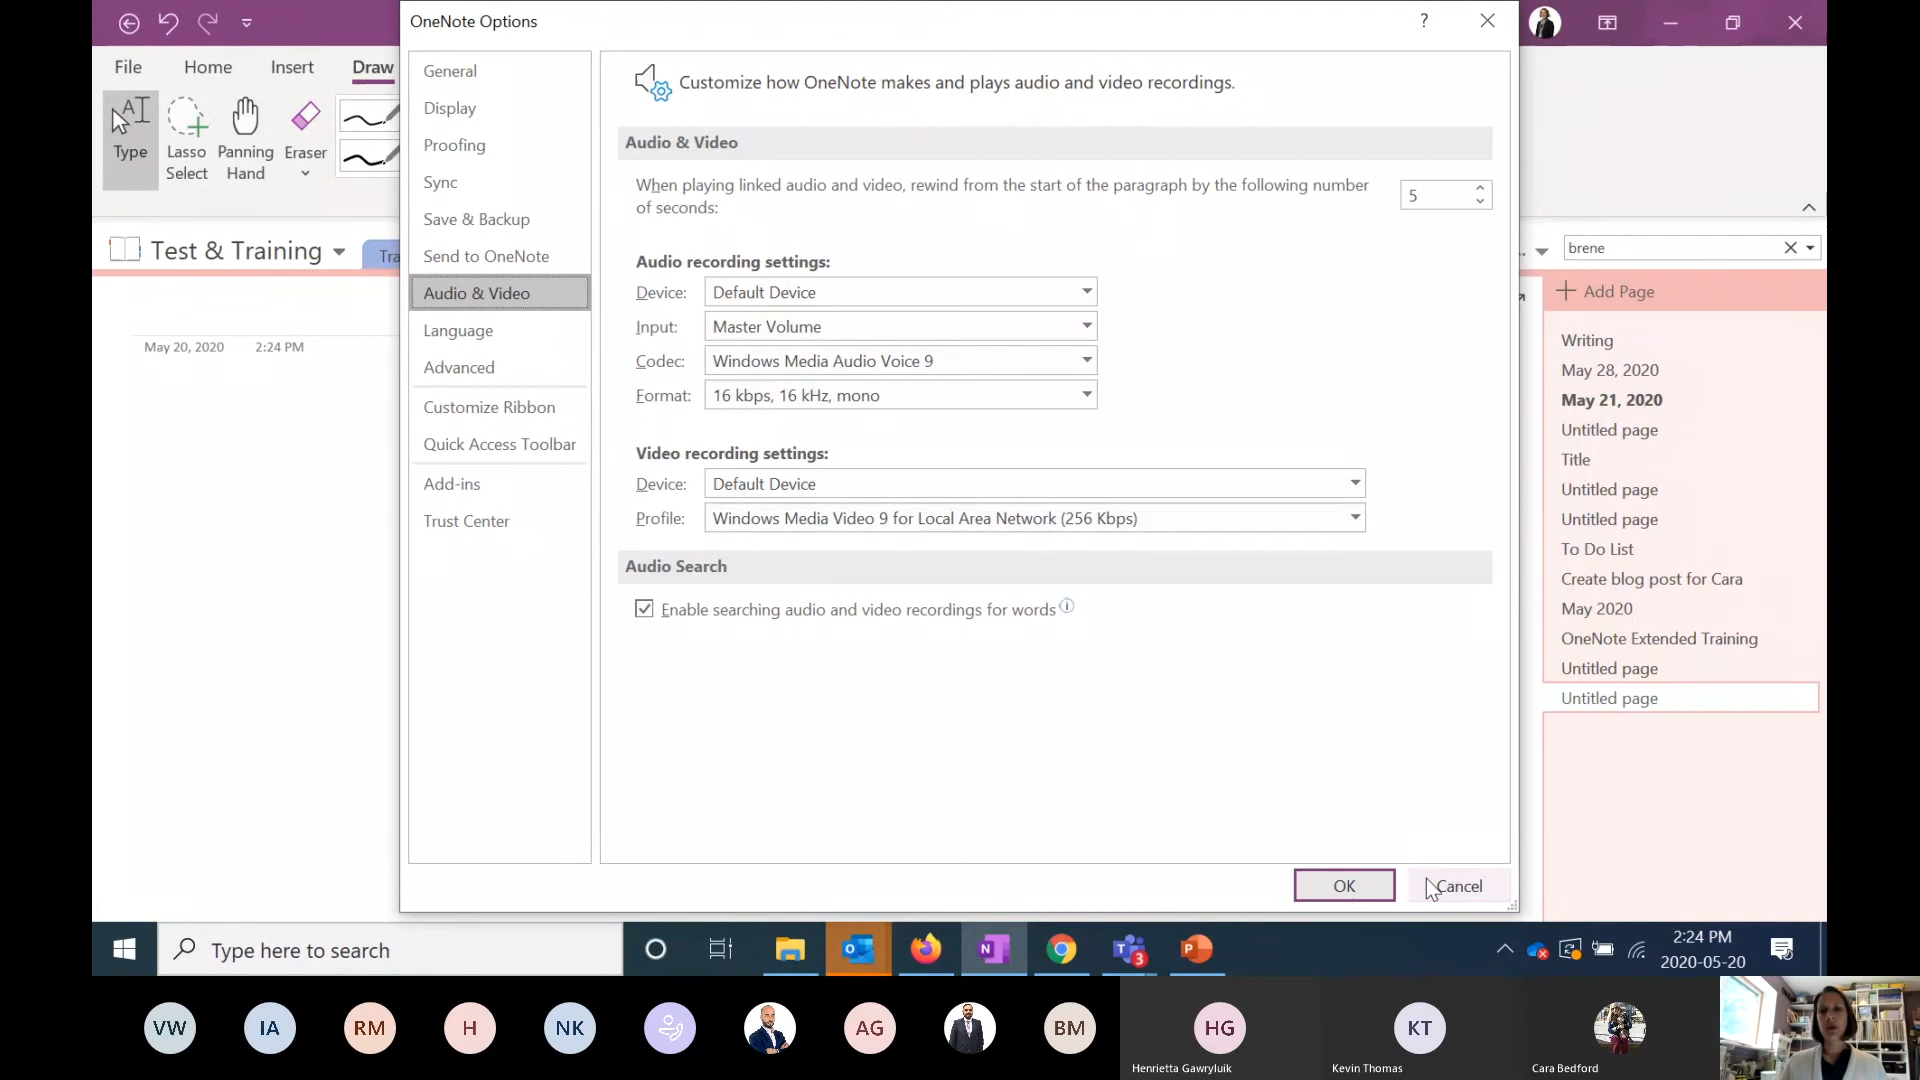 OneNote Options
?
File
Home
Insert
Draw
Type
Lasso
Select
Panning
Hand
Eraser
Test & Training
Tra
May 20, 2020
2:24 PM
General
Display
Proofing
Sync
Save & Backup
Send to OneNote
Audio & Video
Language
Advanced
Customize Ribbon
Quick Access Toolbar
Add-ins
Trust Center
Customize how OneNote makes and plays audio and video recordings.
Audio & Video
When playing linked audio and video, rewind from the start of the paragraph by the following number
of seconds:
5
Audio recording settings:
Device: Default Device
Input: Master Volume
Codec: Windows Media Audio Voice 9
Format: 16 kbps, 16 kHz, mono
Video recording settings:
Device: Default Device
Profile: Windows Media Video 9 for Local Area Network (256 Kbps)
Audio Search
Enable searching audio and video recordings for words
OK
Cancel
brene
Add Page
Writing
May 28, 2020
May 21, 2020
Untitled page
Title
Untitled page
Untitled page
To Do List
Create blog post for Cara
May 2020
OneNote Extended Training
Untitled page
Untitled page
Type here to search
3
2:24 PM
2020-05-20
VW
IA
RM
H
NK
AG
BM
HG
KT
Henrietta Gawryluik
Kevin Thomas
Cara Bedford